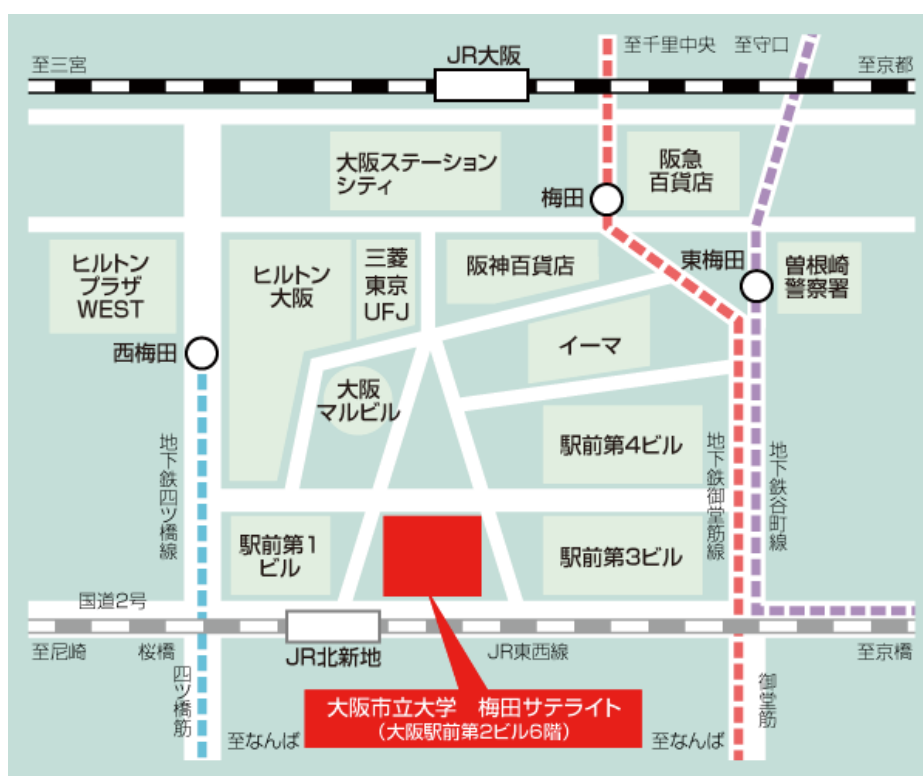 至千里中央
至守口
JR大阪
至三宮
至京都
大阪ステーション
シティ
阪急
百貨店
梅田
ヒルトン
プラザ
WEST
ヒルトン
大阪
三菱
東京
UFJ
阪神百貨店
東梅田
曽根崎
警察署
西梅田
イーマ
大阪
マルビル
地下鉄四ツ橋線
駅前第4ビル
地下鉄御堂筋線
地下鉄谷町線
駅前第1
ビル
駅前第3ビル
国道2号
至尼崎
桜橋
JR北新地
JR東西線
至京橋
四ツ橋筋
御堂筋
大阪市立大学 梅田サテライト
（大阪駅前第2ビル6階）
至なんば
至なんば